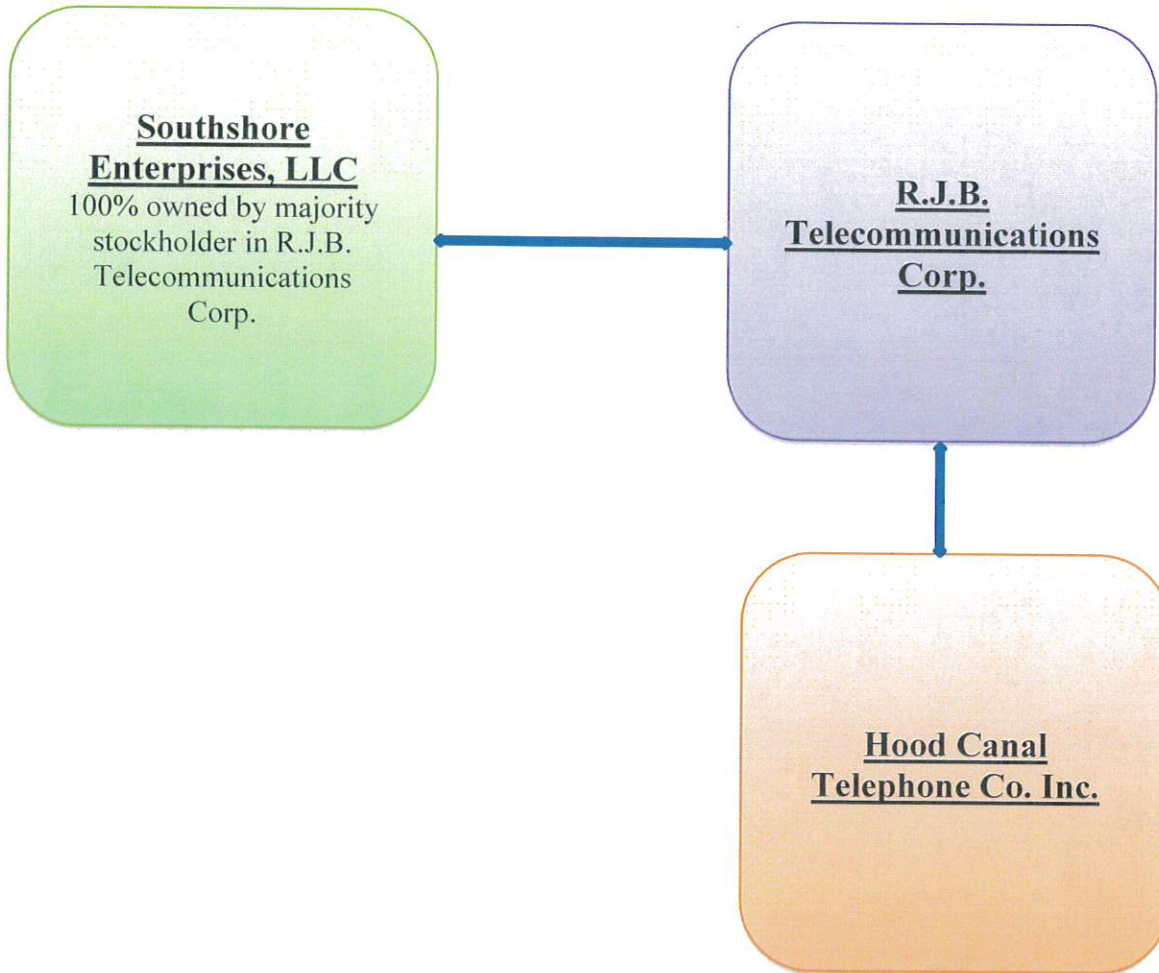 Southshore
Enterprises, LLC
100% owned by majority
stockholder in R.J.B.
Telecommunications
Corp.
R.J.B.
Telecommunications
Corp.
Hood Canal
Telephone Co. Inc.